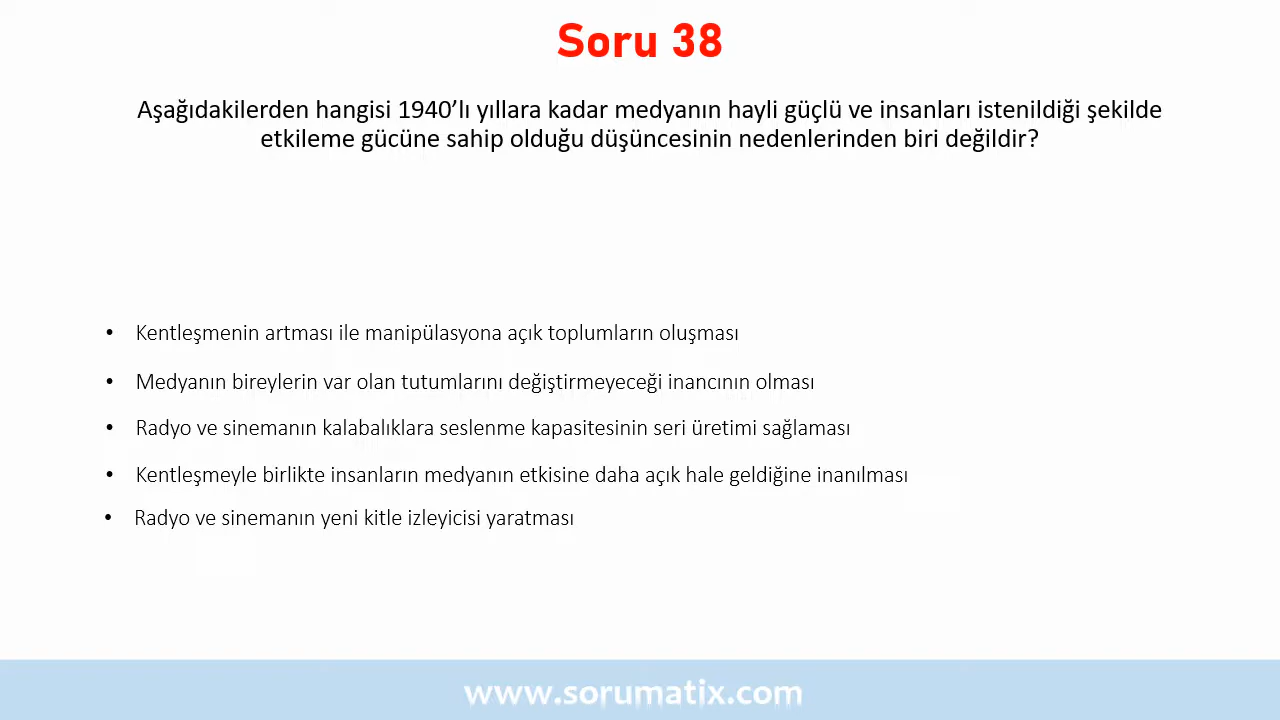 Soru 38
Aşağıdakilerden hangisi 1940’lı yıllara kadar medyanın hayli güçlü ve insanları istenildiği şekilde
etkileme gücüne sahip olduğu düşüncesinin nedenlerinden biri değildir?
• Kentleşmenin artması ile manipülasyona açık toplumların oluşması
• Medyanın bireylerin var olan tutumlarını değiştirmeyeceği inancının olması
• Radyo ve sinemanın kalabalıklara seslenme kapasitesinin seri üretimi sağlaması
• Kentleşmeyle birlikte insanların medyanın etkisine daha açık hale geldiğine inanılması
• Radyo ve sinemanın yeni kitle izleyicisi yaratması
www.sorumatix.com